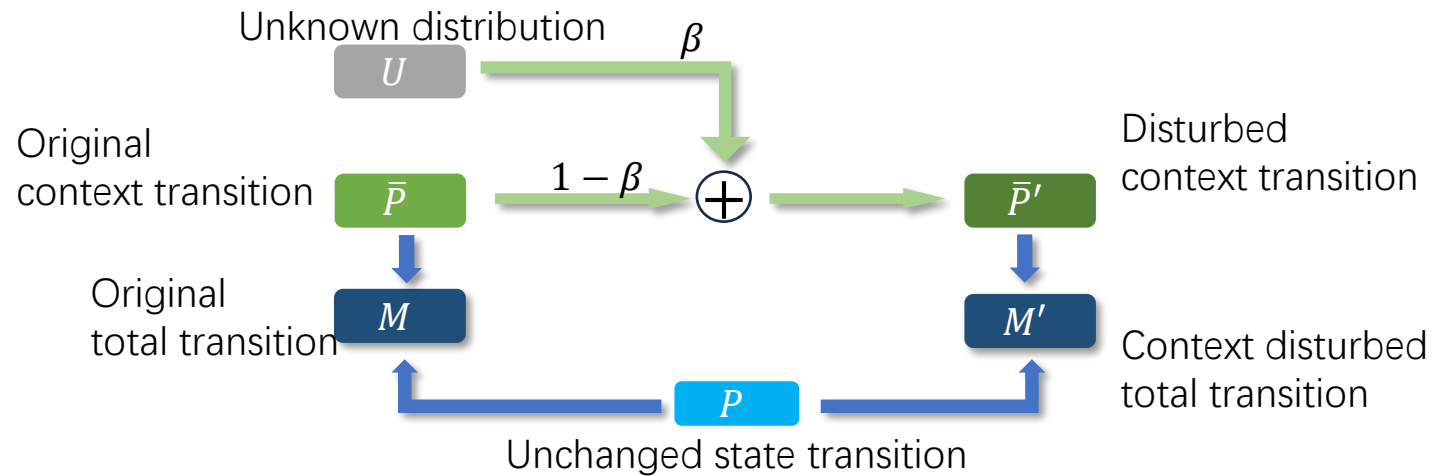 Unknown distribution
β
U
Original
context transition
P̄
1 − β
+
P̄′
Disturbed
context transition
Original
total transition
M
M′
Context disturbed
total transition
P
Unchanged state transition